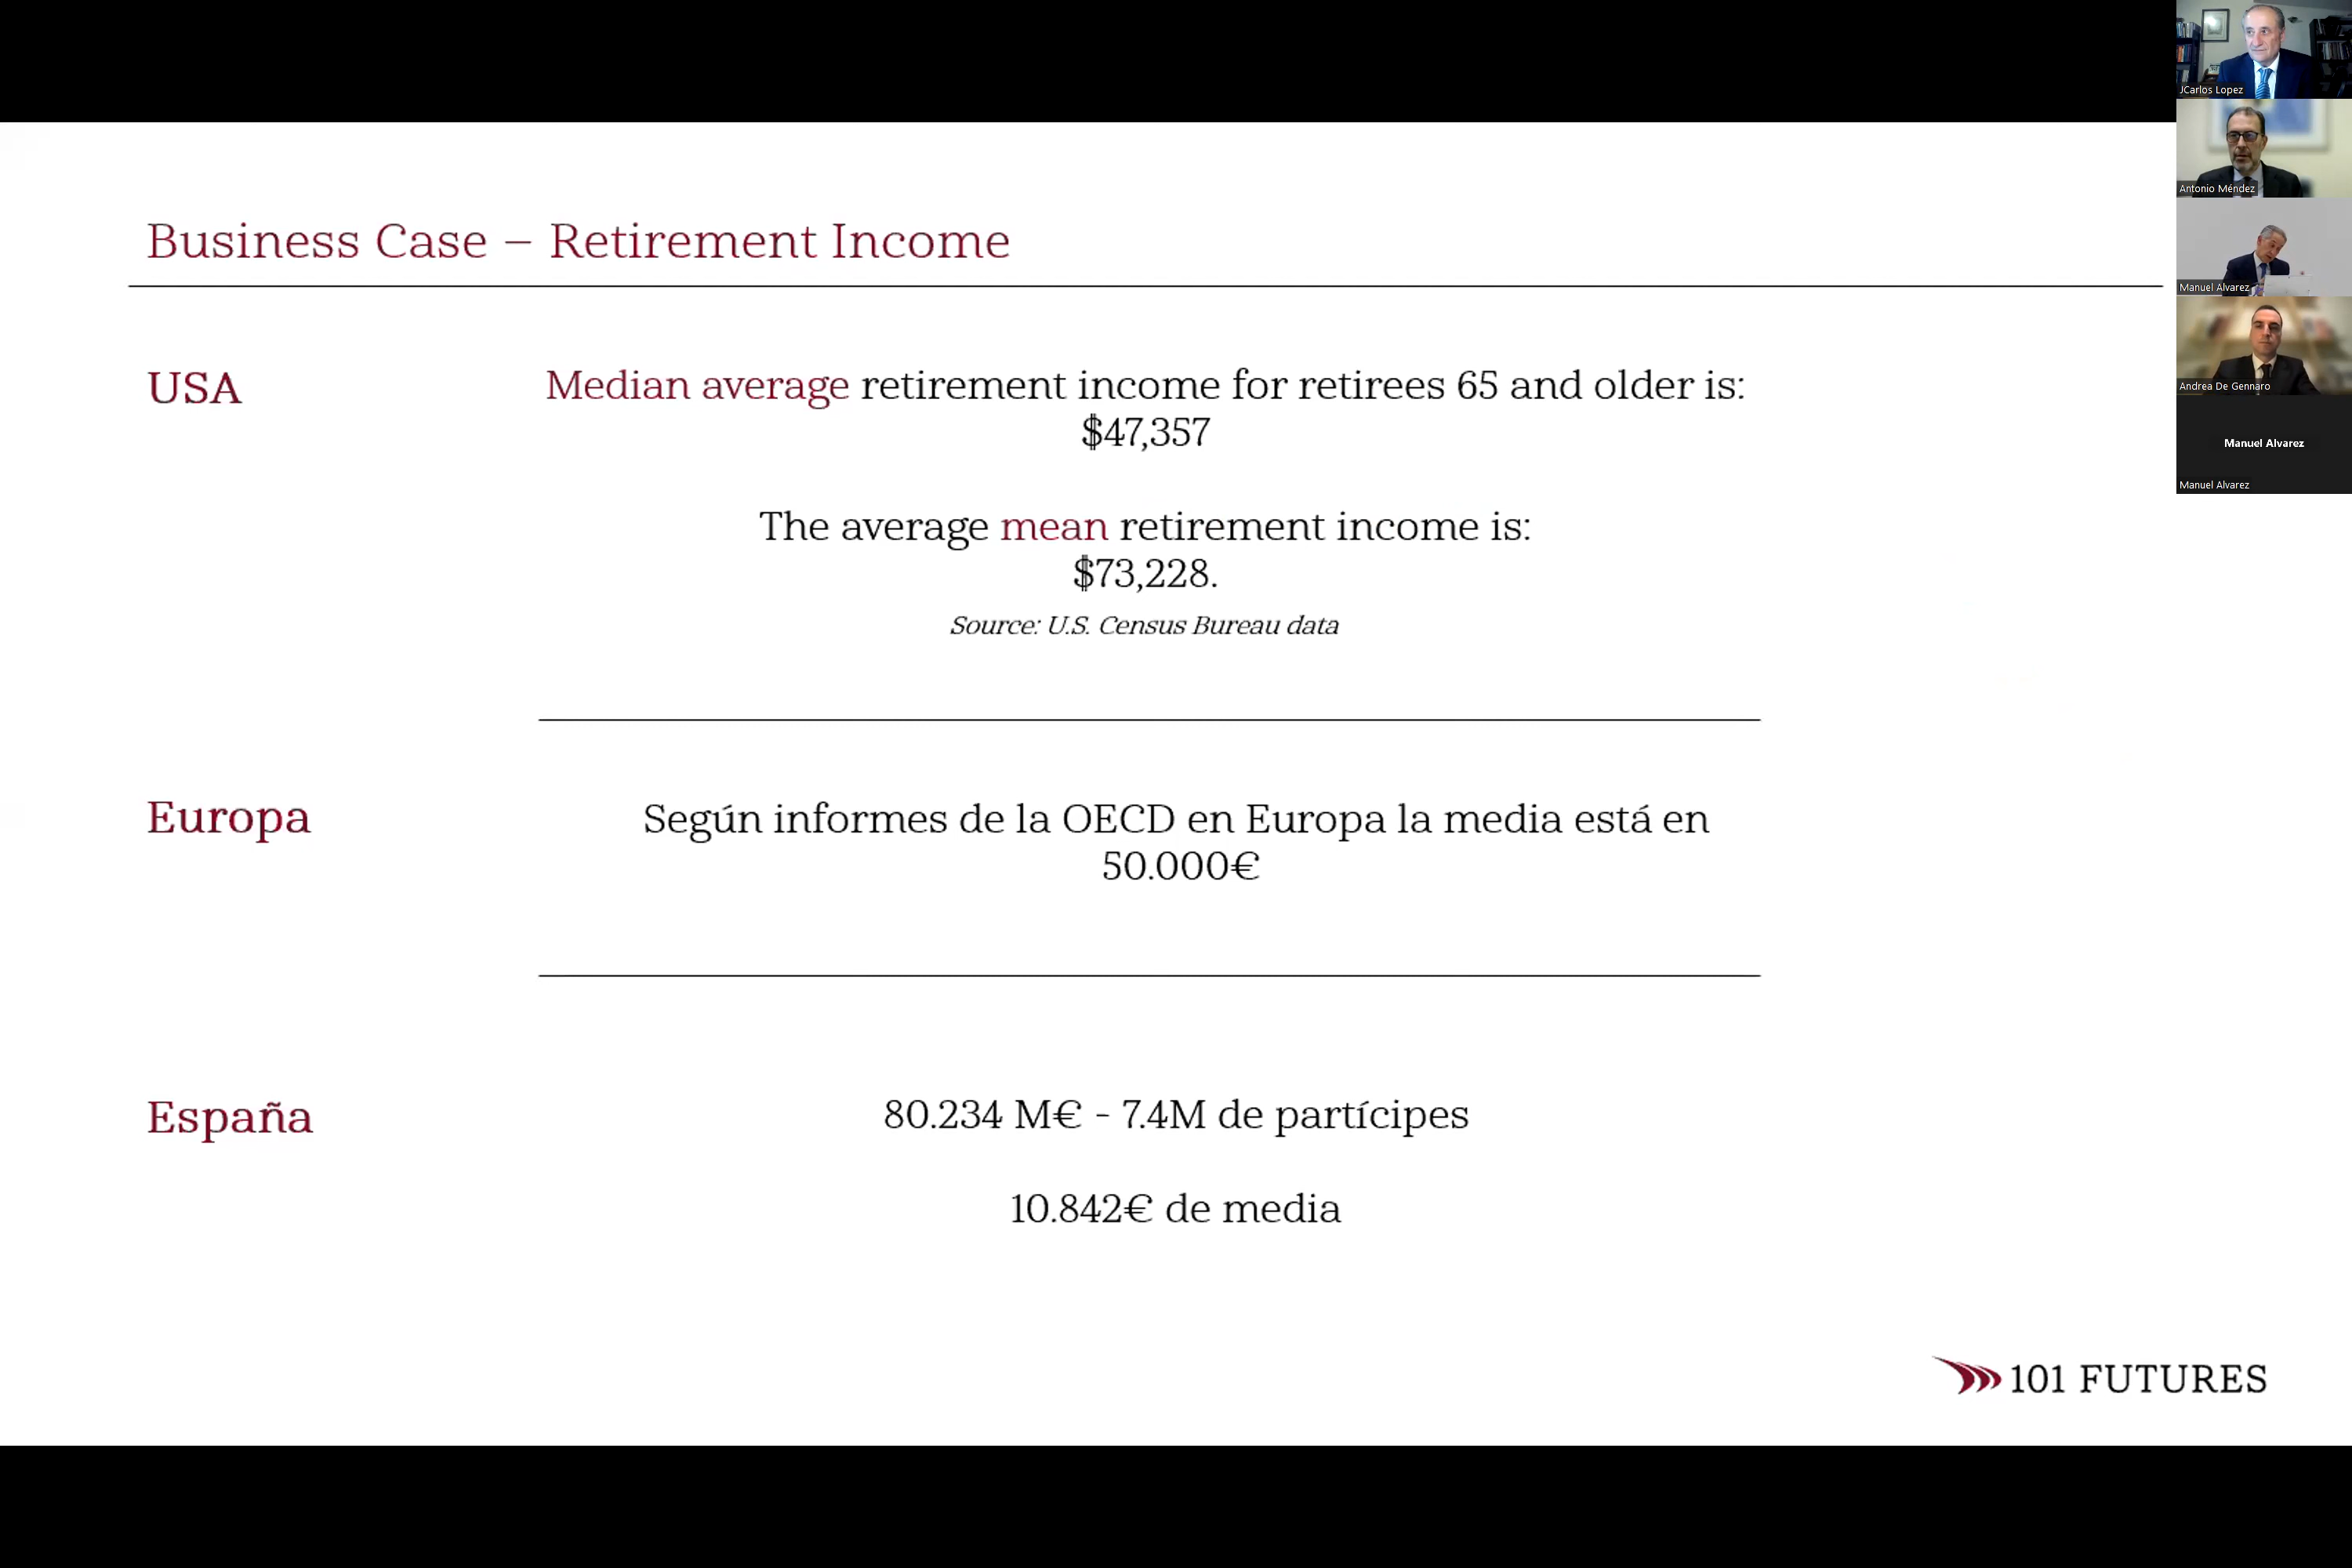 Business Case – Retirement Income
USA
Median average retirement income for retirees 65 and older is:
$47,357
The average mean retirement income is:
$73,228.
Source: U.S. Census Bureau data
Europa
Según informes de la OECD en Europa la media está en
50.000€
España
80.234 M€ - 7.4M de partícipes
10.842€ de media
101 FUTURES
JCarlos Lopez
Antonio Méndez
Manuel Alvarez
Andrea De Gennaro
Manuel Alvarez
Manuel Alvarez